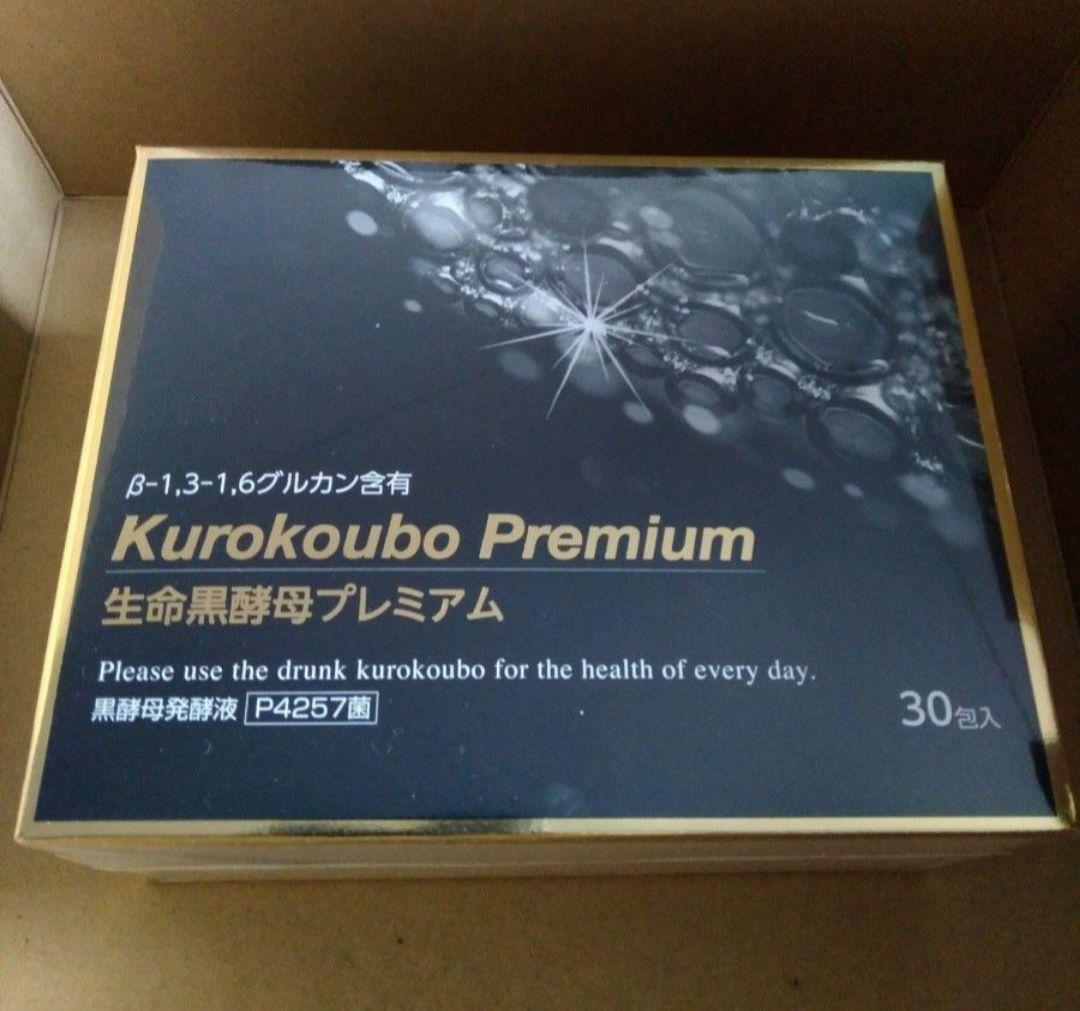 β-1,3-1,6グルカン含有
Kurokoubo Premium
生命黒酵母プレミアム
Please use the drunk kurokoubo for the health of every day.
黒酵母発酵液 P4257菌
30包入